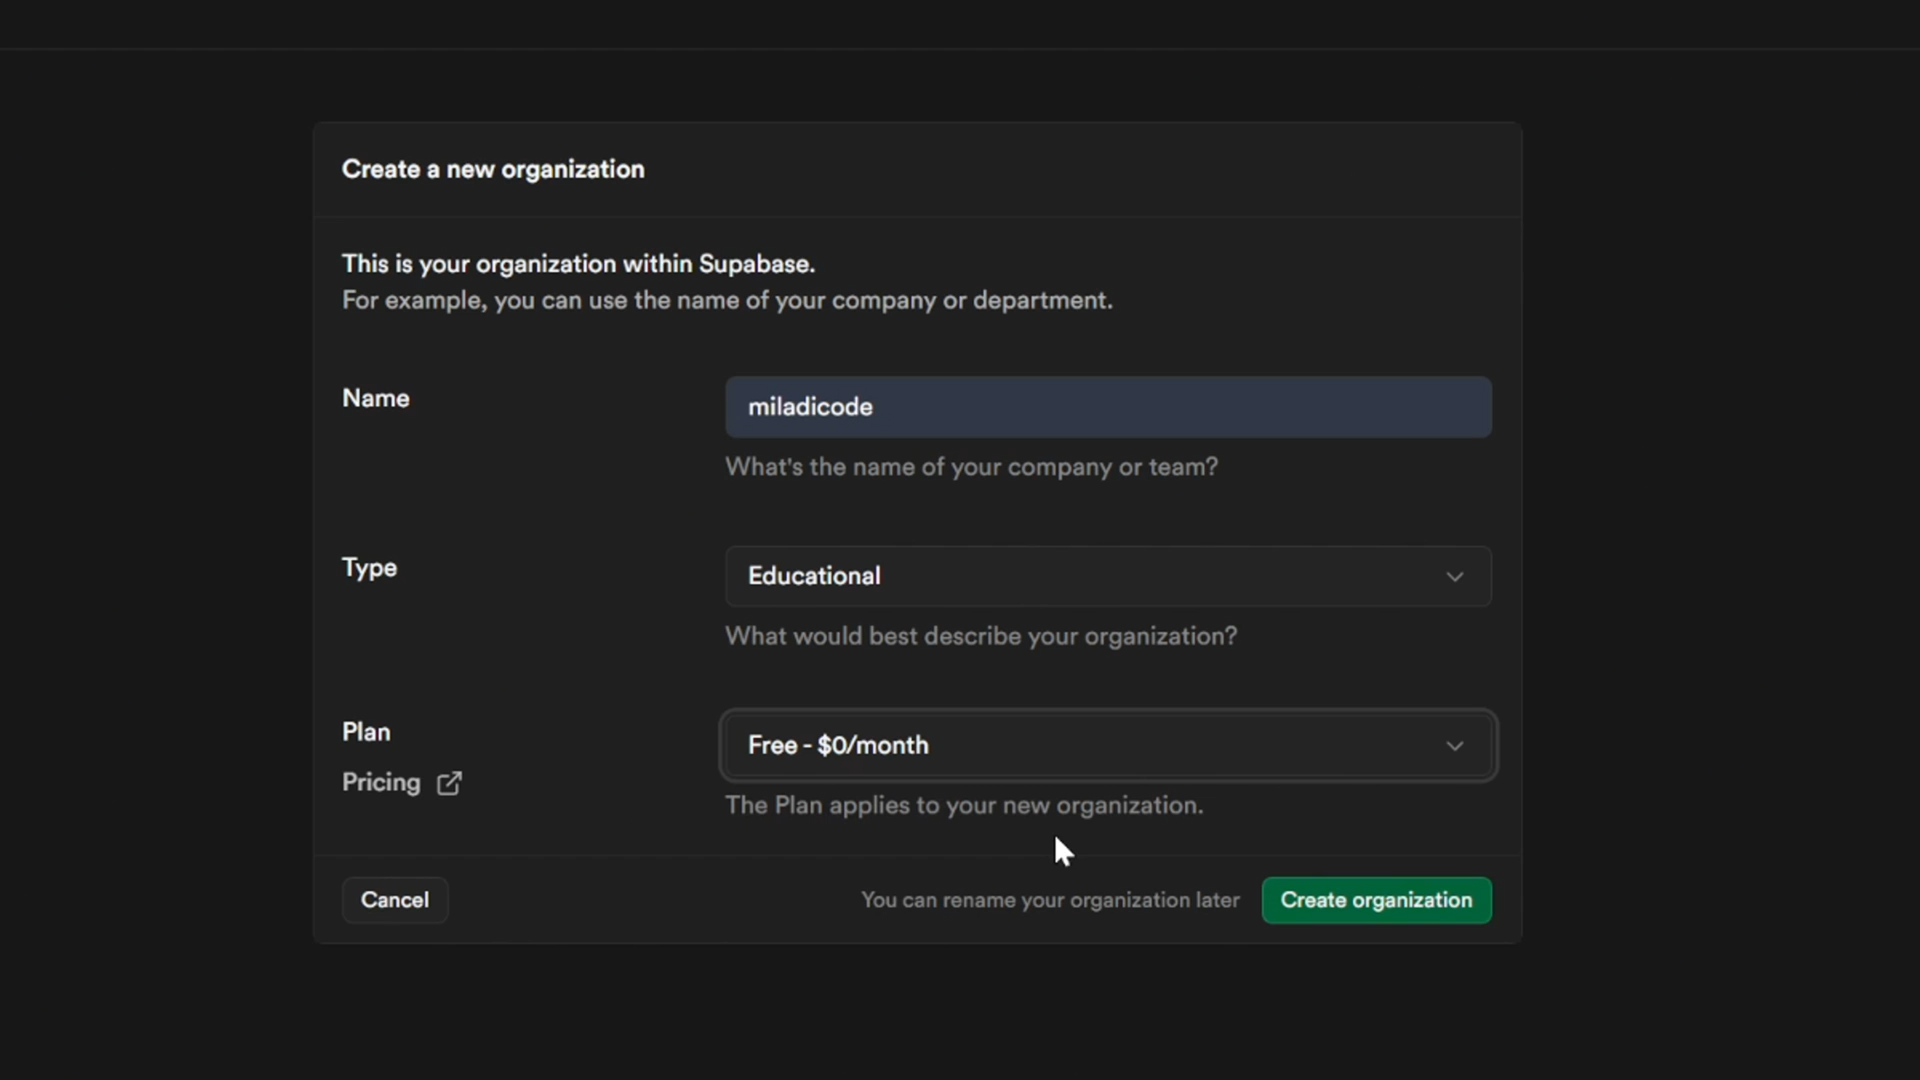 Create a new organization
This is your organization within Supabase.
For example, you can use the name of your company or department.
Name
miladicode
What's the name of your company or team?
Type
Educational
What would best describe your organization?
Plan
Free - $0/month
Pricing
The Plan applies to your new organization.
Cancel
You can rename your organization later
Create organization